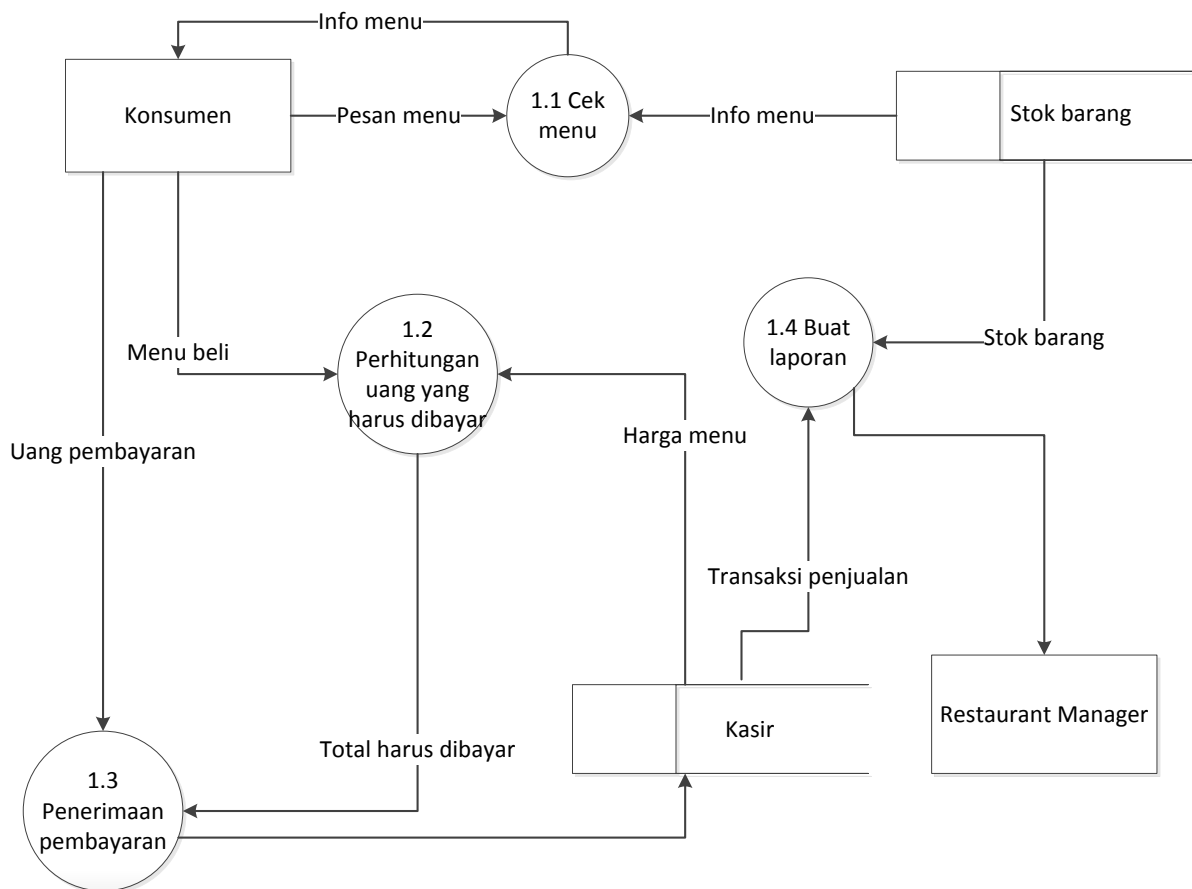 Info menu
Konsumen
Pesan menu
1.1 Cek
menu
Info menu
Stok barang
Menu beli
1.2
Perhitungan
uang yang
harus dibayar
1.4 Buat
laporan
Stok barang
Uang pembayaran
Harga menu
Transaksi penjualan
Restaurant Manager
Kasir
Total harus dibayar
1.3
Penerimaan
pembayaran